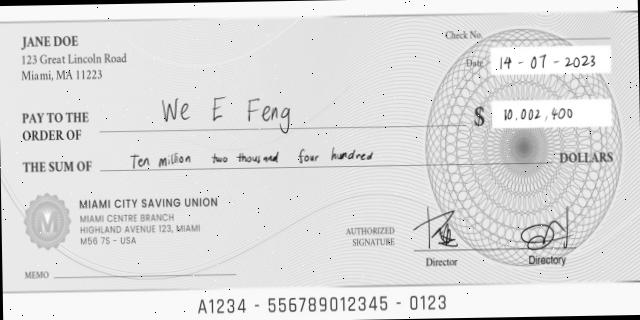 JANE DOE
123 Great Lincoln Road
Miami, MA 11223
Check No.
Date 14 - 07 - 2023
PAY TO THE
ORDER OF We E Feng
$ 10.002,400
THE SUM OF Ten million two thousand four hundred DOLLARS
MIAMI CITY SAVING UNION
MIAMI CENTRE BRANCH
HIGHLAND AVENUE 123, MIAMI
M56 7S - USA
AUTHORIZED
SIGNATURE
Director Directory
MEMO
A1234 - 556789012345 - 0123